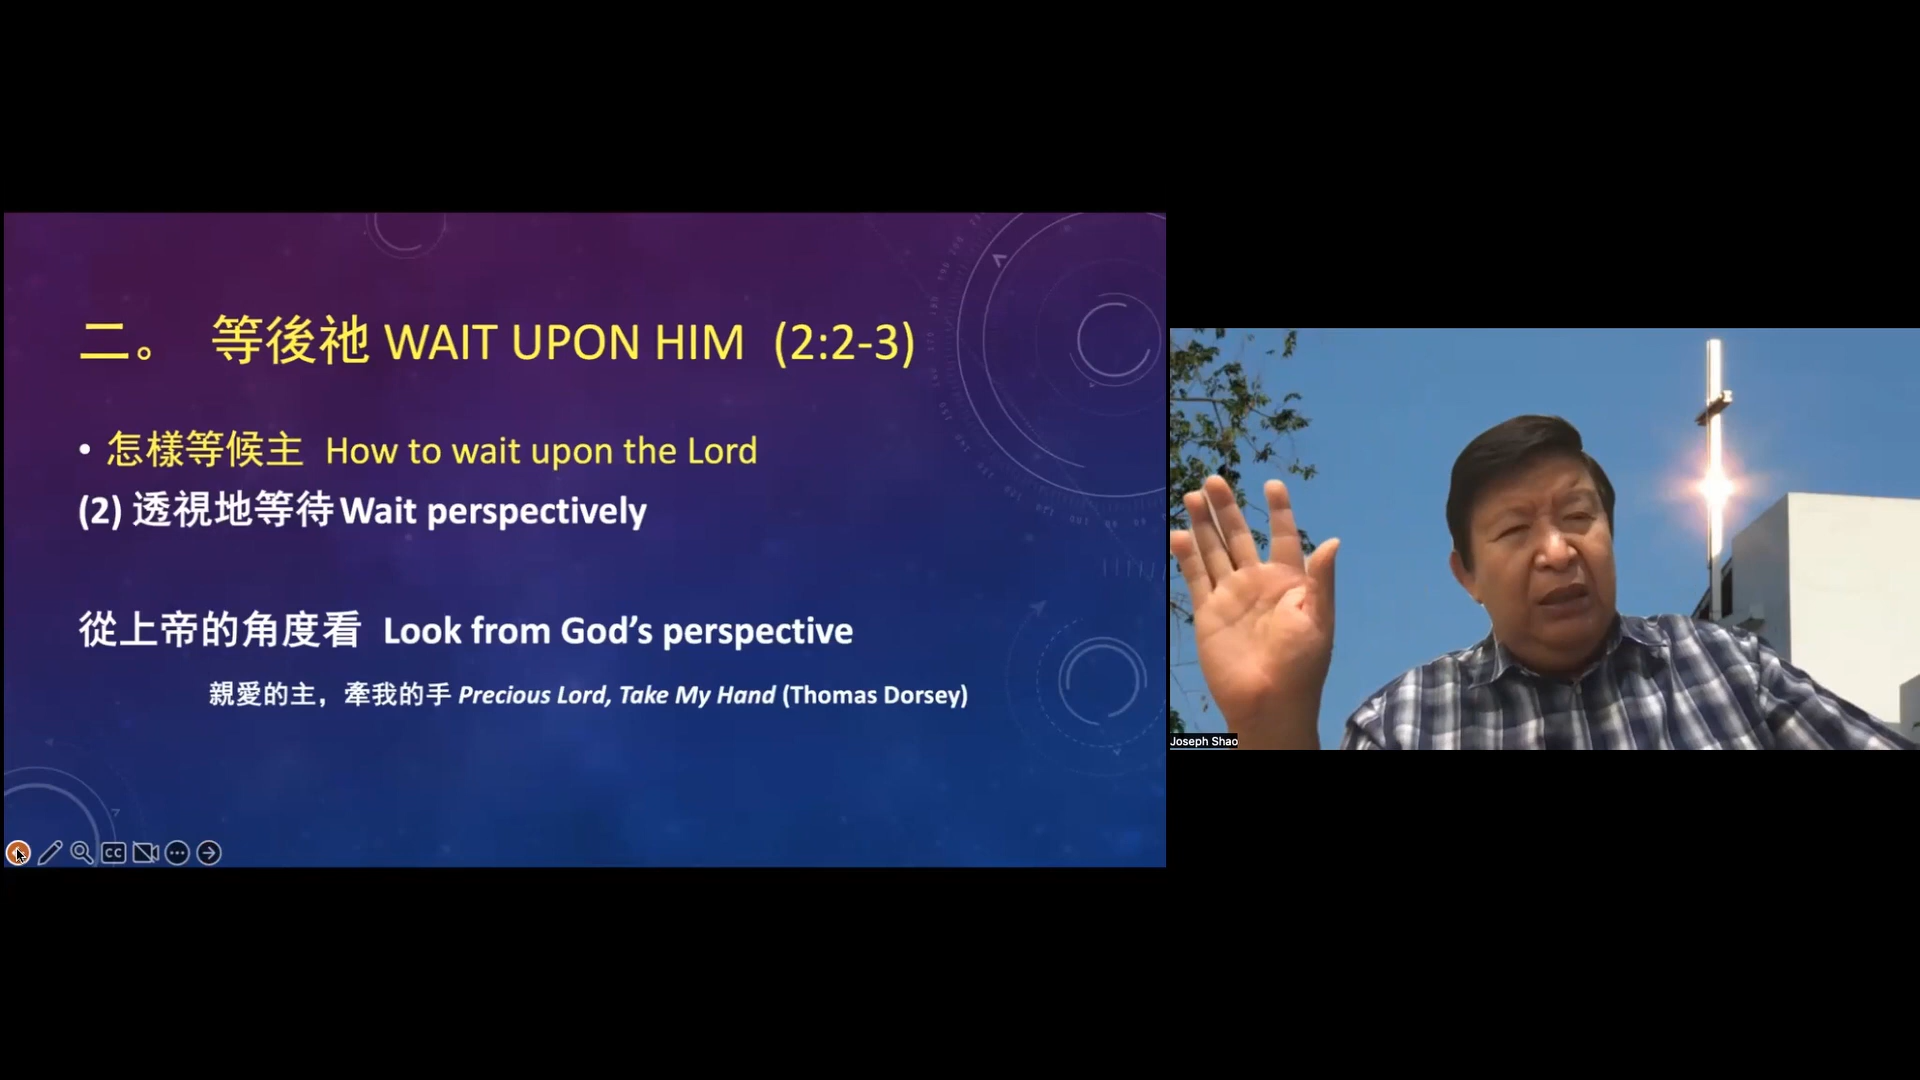 二。 等後祂 WAIT UPON HIM (2:2-3)
• 怎樣等候主 How to wait upon the Lord
(2) 透視地等待 Wait perspectively
從上帝的角度看 Look from God’s perspective
親愛的主，牽我的手 Precious Lord, Take My Hand (Thomas Dorsey)
CC
Joseph Shao